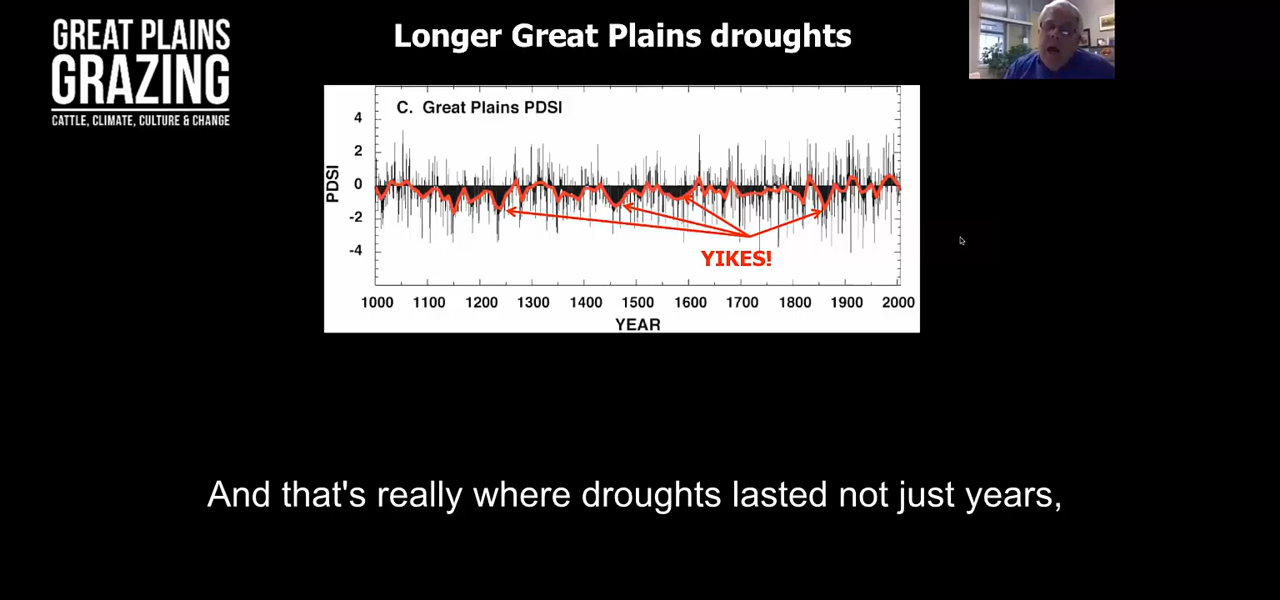 GREAT PLAINS
GRAZING
CATTLE, CLIMATE, CULTURE & CHANGE
Longer Great Plains droughts
C. Great Plains PDSI
PDSI
4
2
0
-2
-4
YIKES!
1000 1100 1200 1300 1400 1500 1600 1700 1800 1900 2000
YEAR
And that's really where droughts lasted not just years,